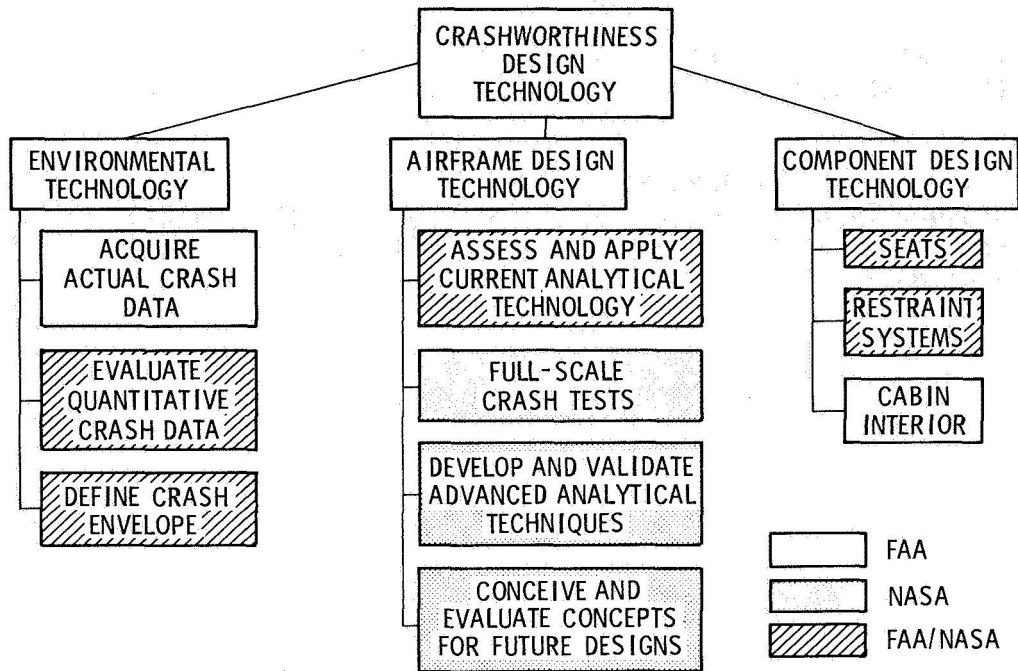 CRASHWORTHINESS
DESIGN
TECHNOLOGY
ENVIRONMENTAL
TECHNOLOGY
ACQUIRE
ACTUAL CRASH
DATA
EVALUATE
QUANTITATIVE
CRASH DATA
DEFINE CRASH
ENVELOPE
AIRFRAME DESIGN
TECHNOLOGY
ASSESS AND APPLY
CURRENT ANALYTICAL
TECHNOLOGY
FULL-SCALE
CRASH TESTS
DEVELOP AND VALIDATE
ADVANCED ANALYTICAL
TECHNIQUES
CONCEIVE AND
EVALUATE CONCEPTS
FOR FUTURE DESIGNS
COMPONENT DESIGN
TECHNOLOGY
SEATS
RESTRAINT
SYSTEMS
CABIN
INTERIOR
FAA
NASA
FAA/NASA